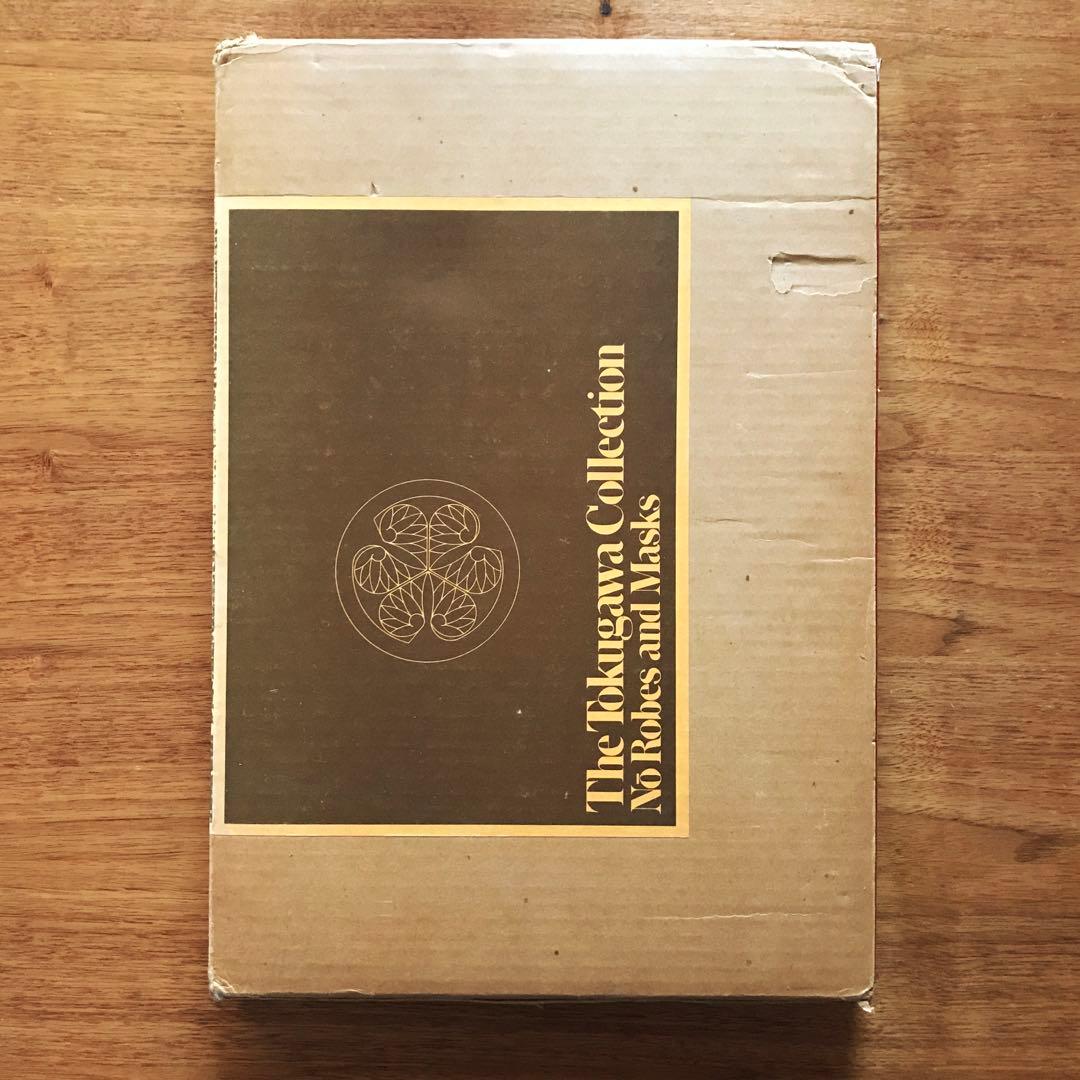 The Tokugawa Collection
Nō Robes and Masks